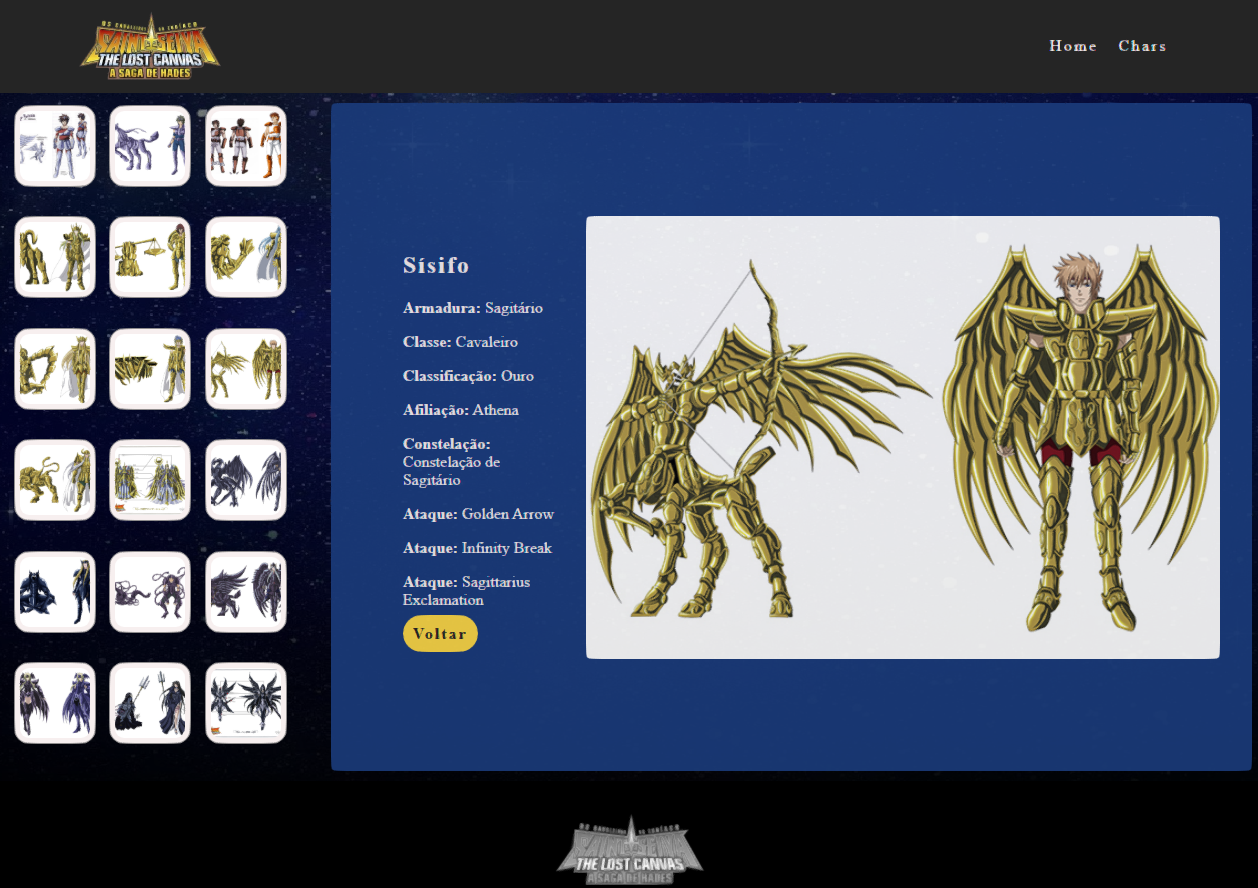 OS CAVALEIROS DO ZODÍACO
SAINT SEIYA
THE LOST CANVAS
A SAGA DE HADES
Home Chars
Sísifo
Armadura: Sagitário
Classe: Cavaleiro
Classificação: Ouro
Afiliação: Athena
Constelação:
Constelação de
Sagitário
Ataque: Golden Arrow
Ataque: Infinity Break
Ataque: Sagittarius
Exclamation
Voltar
OS CAVALEIROS DO ZODÍACO
SAINT SEIYA
THE LOST CANVAS
A SAGA DE HADES